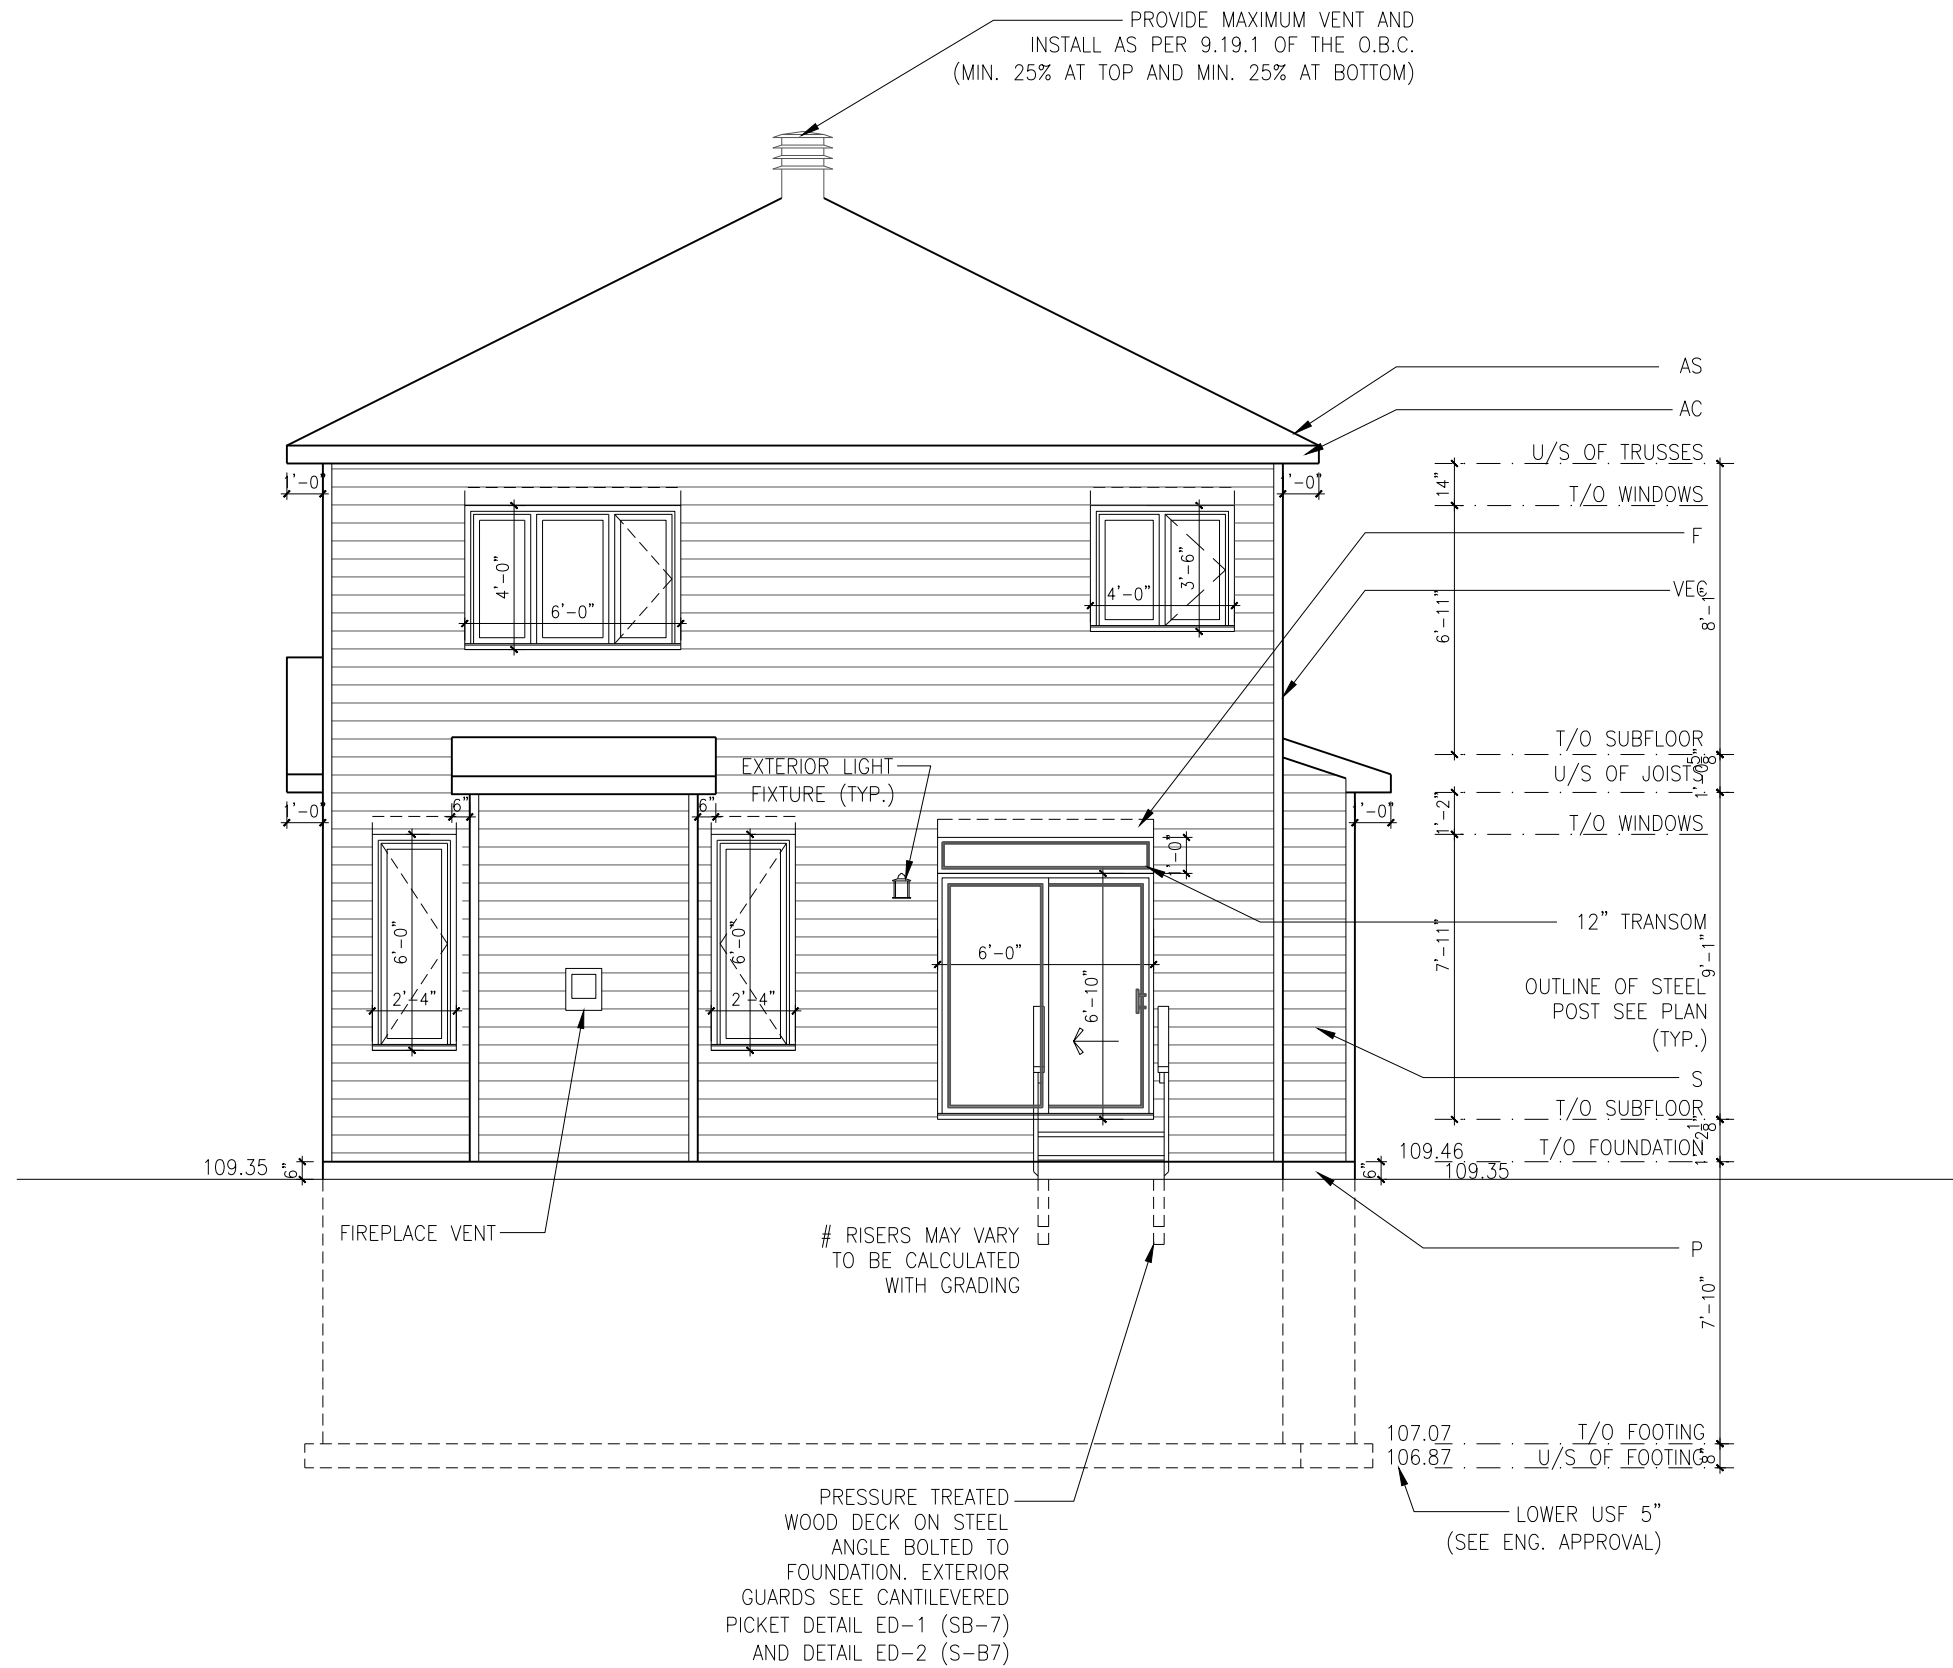 PROVIDE MAXIMUM VENT AND
INSTALL AS PER 9.19.1 OF THE O.B.C.
(MIN. 25% AT TOP AND MIN. 25% AT BOTTOM)
AS
AC
U/S OF TRUSSES
1'-0"
1'-0"
14"
T/O WINDOWS
F
4'-0"
6'-0"
3'-6"
4'-0"
VEC
6'-11"
8'-1"
T/O SUBFLOOR
EXTERIOR LIGHT
FIXTURE (TYP.)
U/S OF JOISTS
1'-0"
6"
6"
1'-0"
1'-2"
T/O WINDOWS
1'-0"
6'-0"
2'-4"
6'-0"
2'-4"
6'-0"
6'-10"
12" TRANSOM
7'-11"
9'-1"
OUTLINE OF STEEL
POST SEE PLAN
(TYP.)
S
T/O SUBFLOOR
T/O FOUNDATION
109.35
6"
6"
109.46
109.35
FIREPLACE VENT
# RISERS MAY VARY
TO BE CALCULATED
WITH GRADING
P
7'-10"
107.07
T/O FOOTING
106.87
U/S OF FOOTING
8"
LOWER USF 5"
(SEE ENG. APPROVAL)
PRESSURE TREATED
WOOD DECK ON STEEL
ANGLE BOLTED TO
FOUNDATION. EXTERIOR
GUARDS SEE CANTILEVERED
PICKET DETAIL ED-1 (SB-7)
AND DETAIL ED-2 (S-B7)